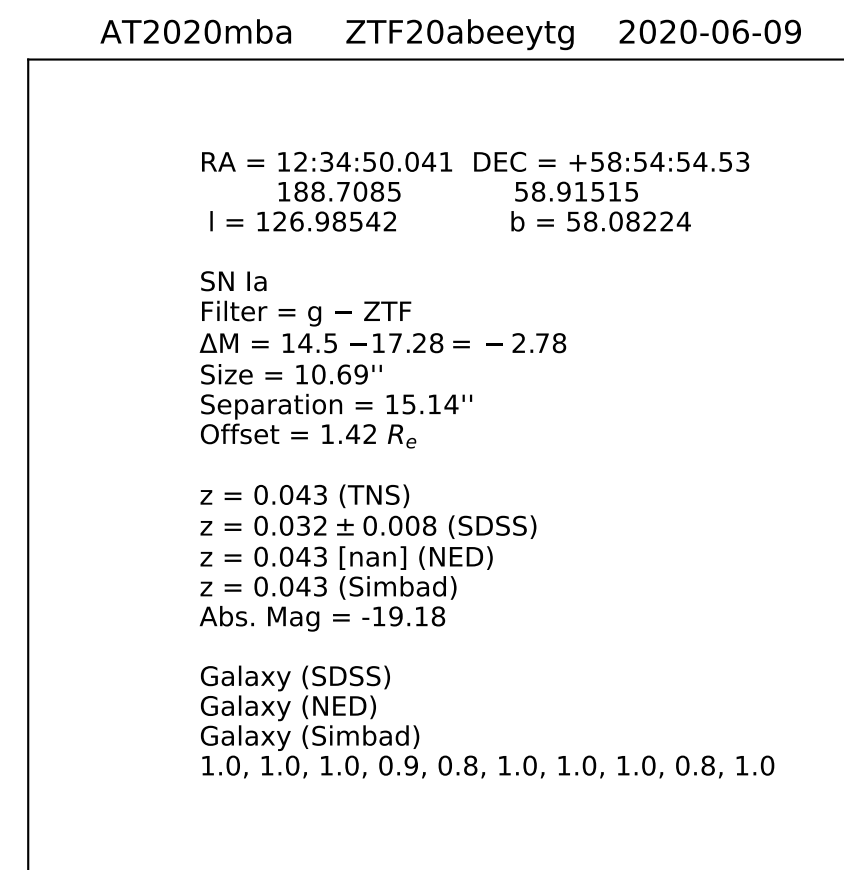 AT2020mba ZTF20abeeytg 2020-06-09
RA = 12:34:50.041 DEC = +58:54:54.53
188.7085 58.91515
l = 126.98542 b = 58.08224
SN Ia
Filter = g − ZTF
ΔM = 14.5 −17.28 = − 2.78
Size = 10.69''
Separation = 15.14''
Offset = 1.42 Rₑ
z = 0.043 (TNS)
z = 0.032 ± 0.008 (SDSS)
z = 0.043 [nan] (NED)
z = 0.043 (Simbad)
Abs. Mag = -19.18
Galaxy (SDSS)
Galaxy (NED)
Galaxy (Simbad)
1.0, 1.0, 1.0, 0.9, 0.8, 1.0, 1.0, 1.0, 0.8, 1.0